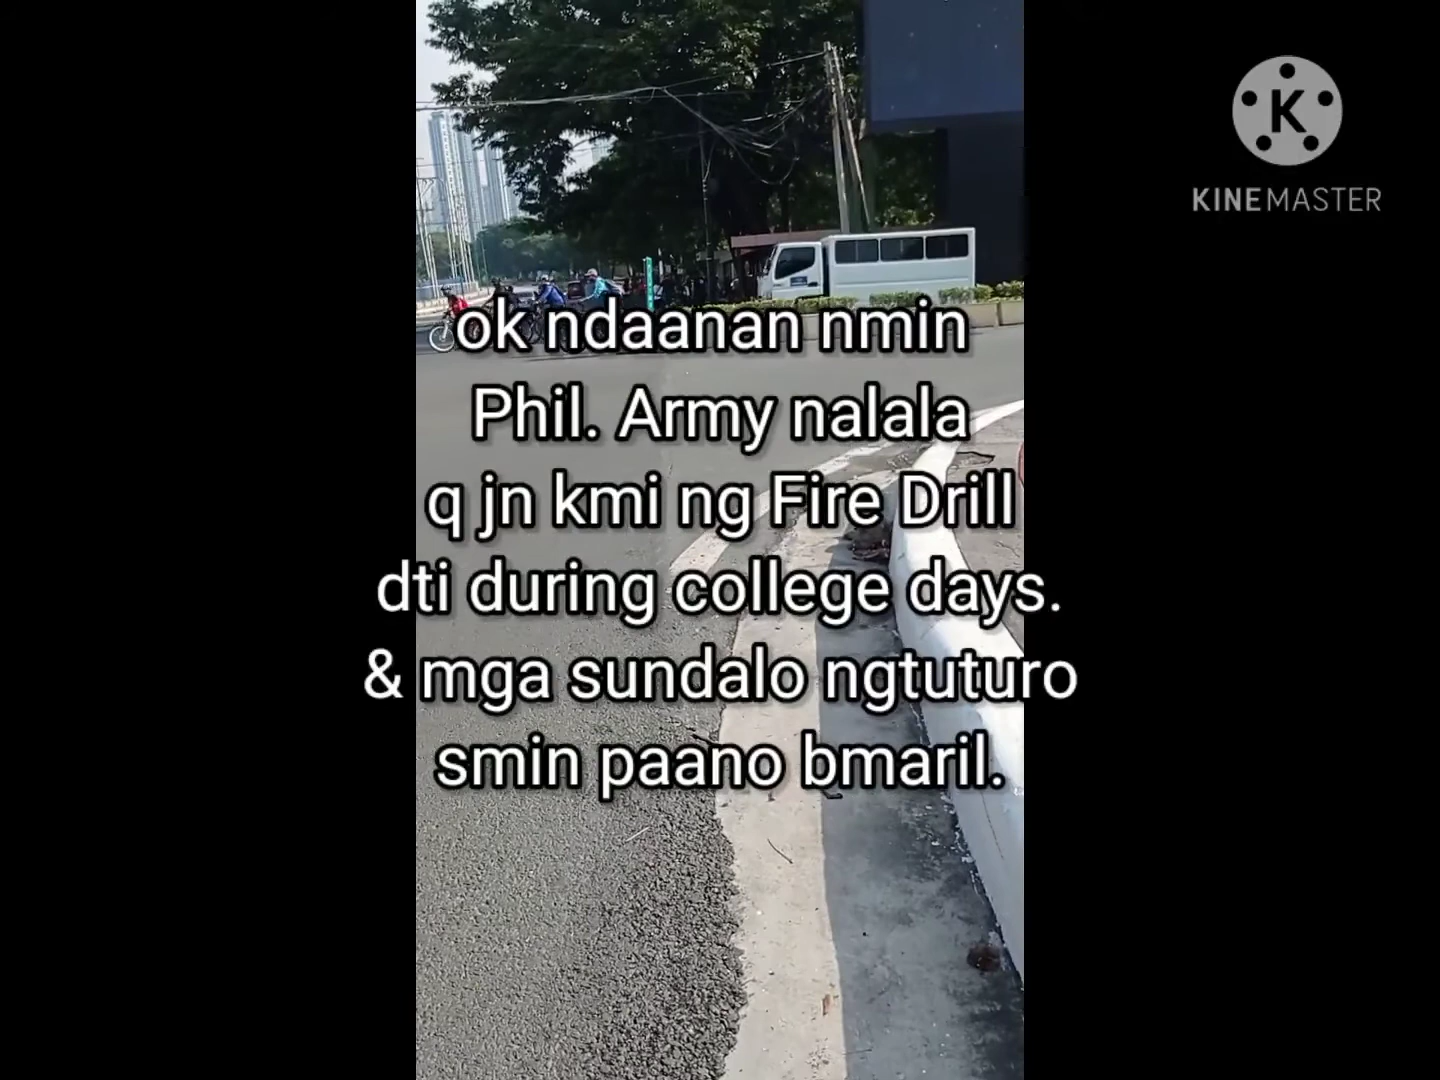 K
KINEMASTER
ok ndaanan nmin
Phil. Army nalala
q jn kmi ng Fire Drill
dti during college days.
& mga sundalo ngtuturo
smin paano bmaril.